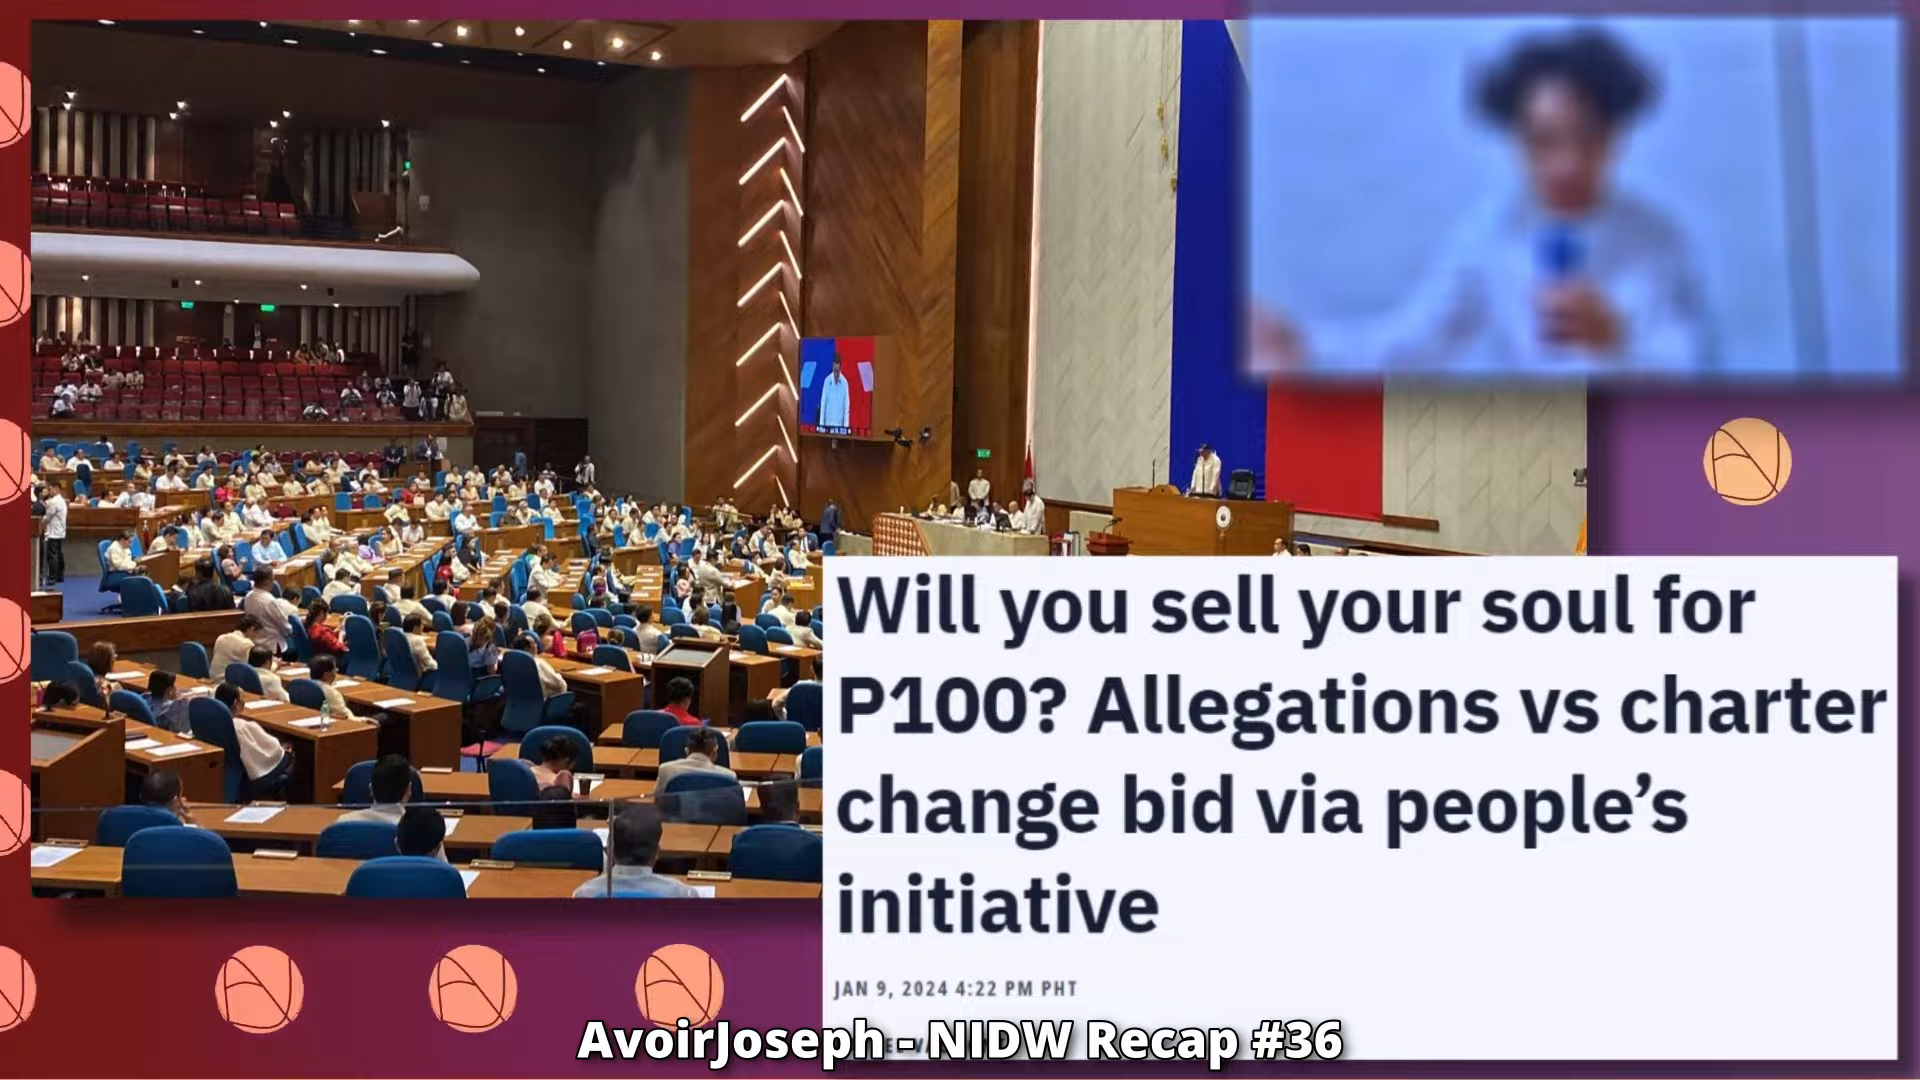 Will you sell your soul for
P100? Allegations vs charter
change bid via people’s
initiative
JAN 9, 2024 4:22 PM PHT
AvoirJoseph - NIDW Recap #36